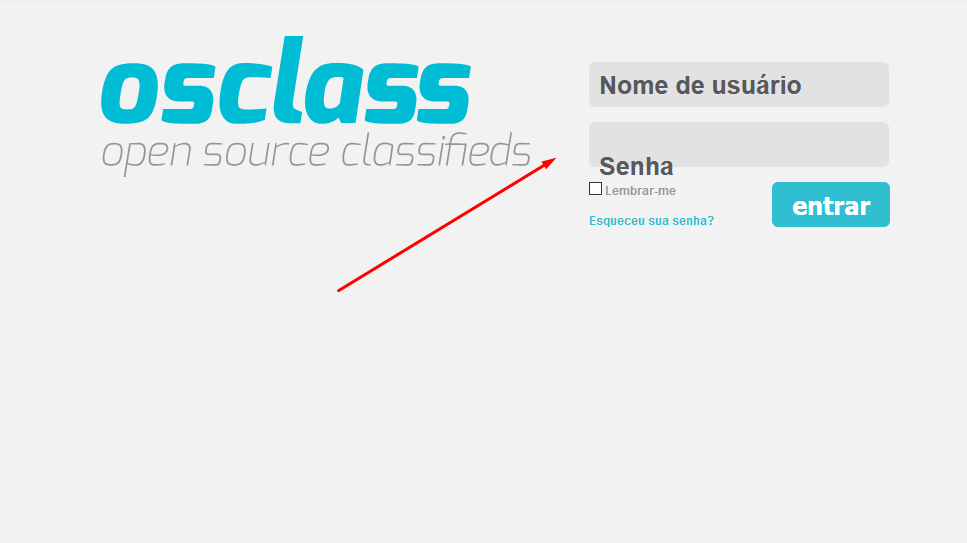 osclass
open source classifieds
Nome de usuário
Senha
Lembrar-me
Esqueceu sua senha?
entrar